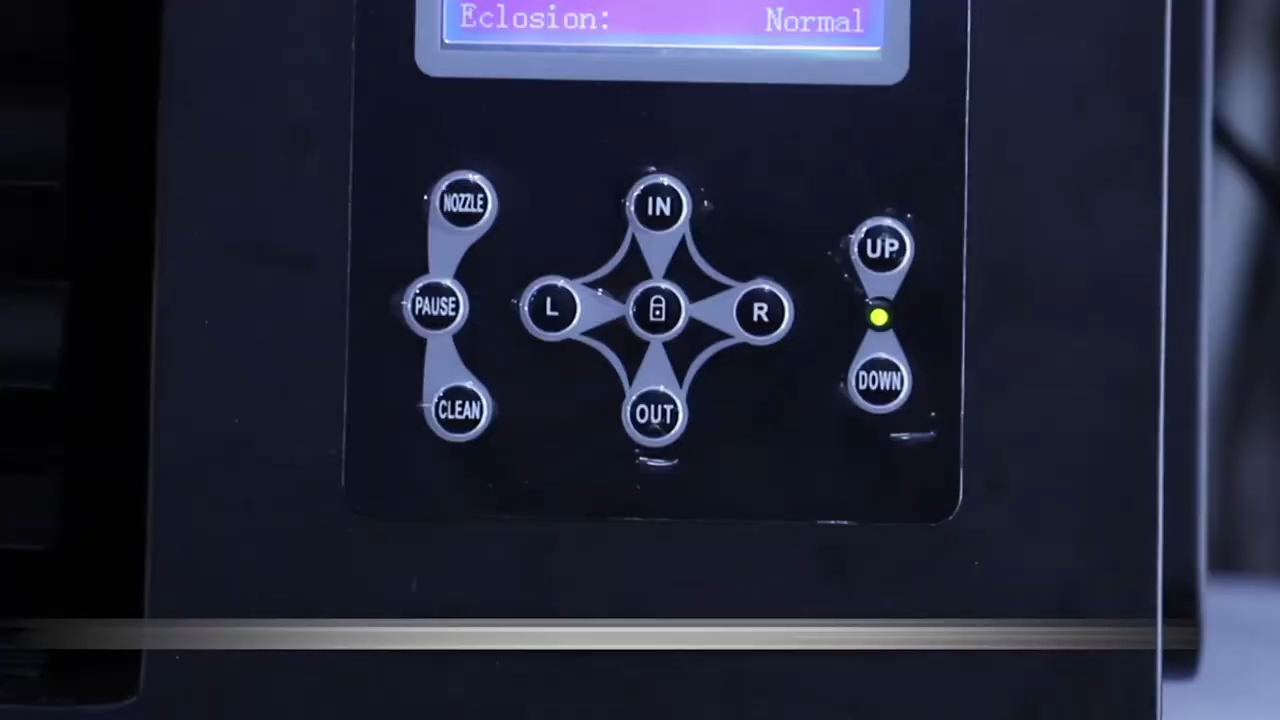 Eclosion: Normal
NOZZLE
IN
UP
PAUSE
L
R
DOWN
CLEAN
OUT